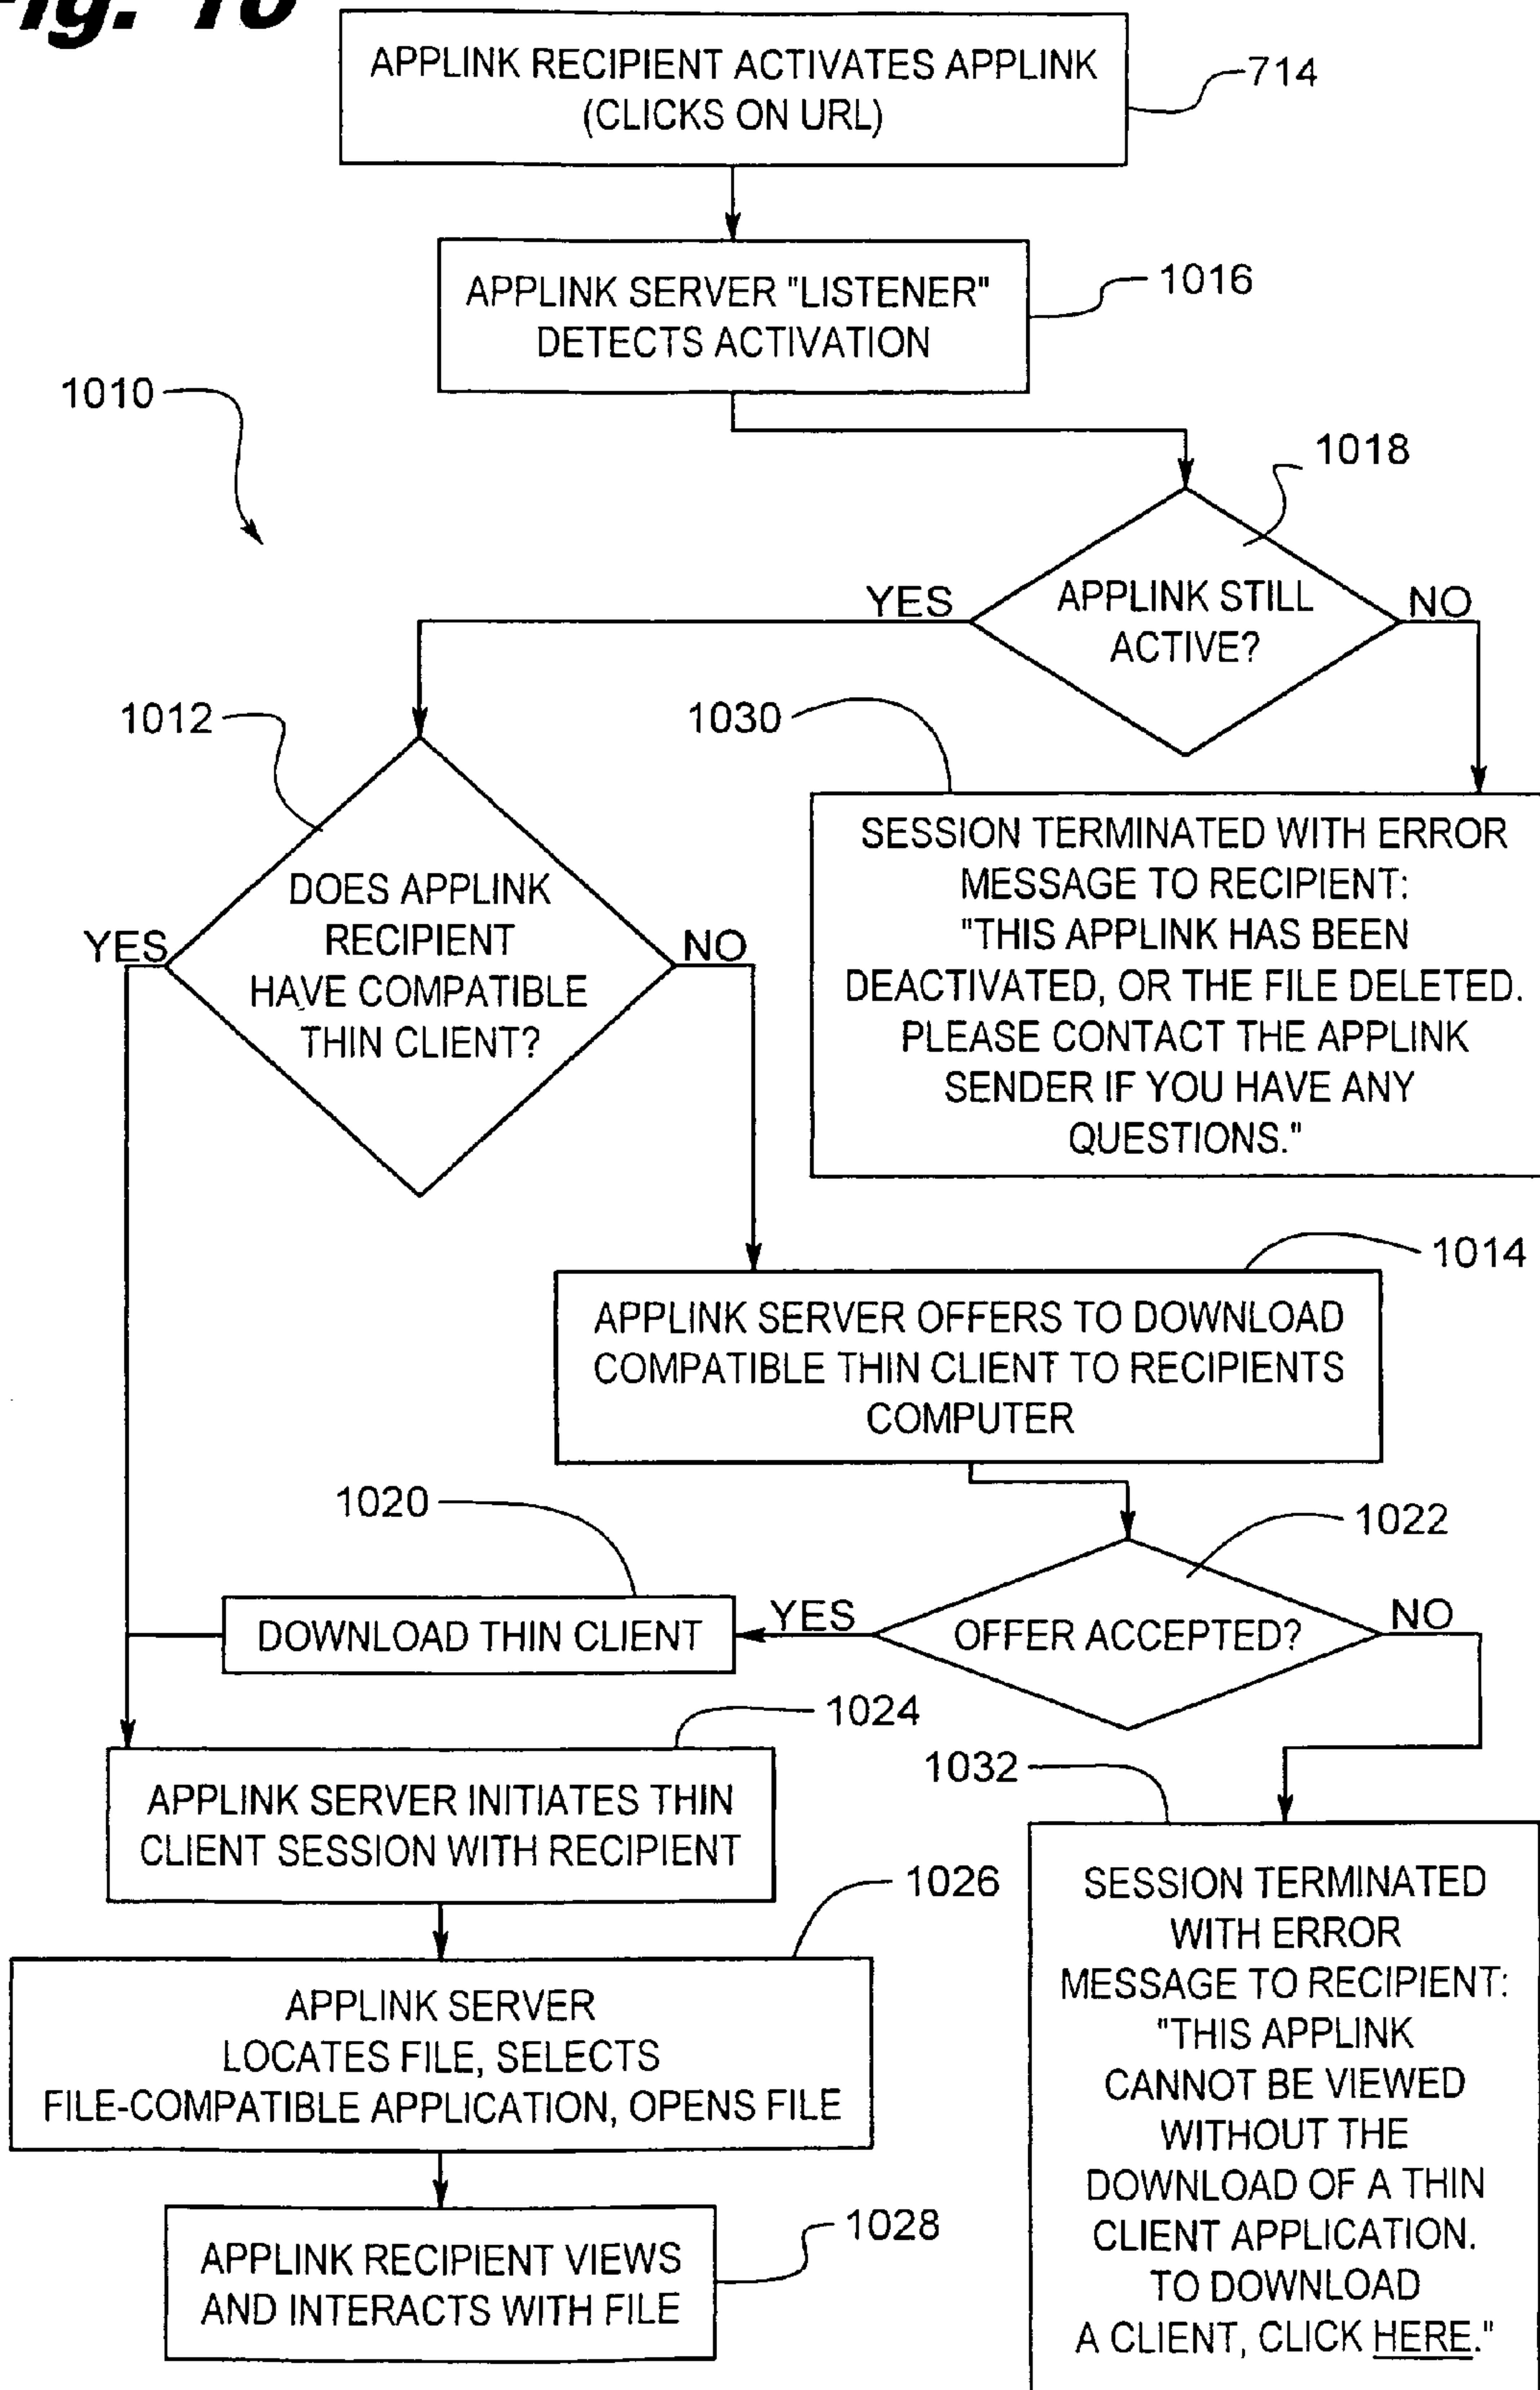 Fig. 10
APPLINK RECIPIENT ACTIVATES APPLINK
(CLICKS ON URL)
714
APPLINK SERVER "LISTENER"
DETECTS ACTIVATION
1016
1010
1018
APPLINK STILL
ACTIVE?
YES
NO
1012
1030
DOES APPLINK
RECIPIENT
HAVE COMPATIBLE
THIN CLIENT?
YES
NO
SESSION TERMINATED WITH ERROR
MESSAGE TO RECIPIENT:
"THIS APPLINK HAS BEEN
DEACTIVATED, OR THE FILE DELETED.
PLEASE CONTACT THE APPLINK
SENDER IF YOU HAVE ANY
QUESTIONS."
1014
APPLINK SERVER OFFERS TO DOWNLOAD
COMPATIBLE THIN CLIENT TO RECIPIENTS
COMPUTER
1020
1022
DOWNLOAD THIN CLIENT
YES
OFFER ACCEPTED?
NO
1024
APPLINK SERVER INITIATES THIN
CLIENT SESSION WITH RECIPIENT
1032
1026
APPLINK SERVER
LOCATES FILE, SELECTS
FILE-COMPATIBLE APPLICATION, OPENS FILE
SESSION TERMINATED
WITH ERROR
MESSAGE TO RECIPIENT:
"THIS APPLINK
CANNOT BE VIEWED
WITHOUT THE
DOWNLOAD OF A THIN
CLIENT APPLICATION.
TO DOWNLOAD
A CLIENT, CLICK HERE."
1028
APPLINK RECIPIENT VIEWS
AND INTERACTS WITH FILE